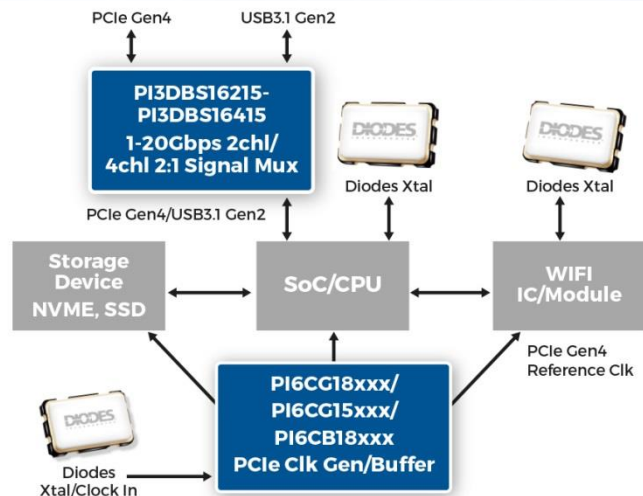 PCIe Gen4
USB3.1 Gen2
PI3DBS16215-
PI3DBS16415
1-20Gbps 2chl/
4chl 2:1 Signal Mux
DIODES
DIODES
Diodes Xtal
Diodes Xtal
PCIe Gen4/USB3.1 Gen2
Storage
Device
NVME, SSD
SoC/CPU
WIFI
IC/Module
PCIe Gen4
Reference Clk
PI6CG18xxx/
PI6CG15xxx/
PI6CB18xxx
PCIe Clk Gen/Buffer
DIODES
Diodes
Xtal/Clock In